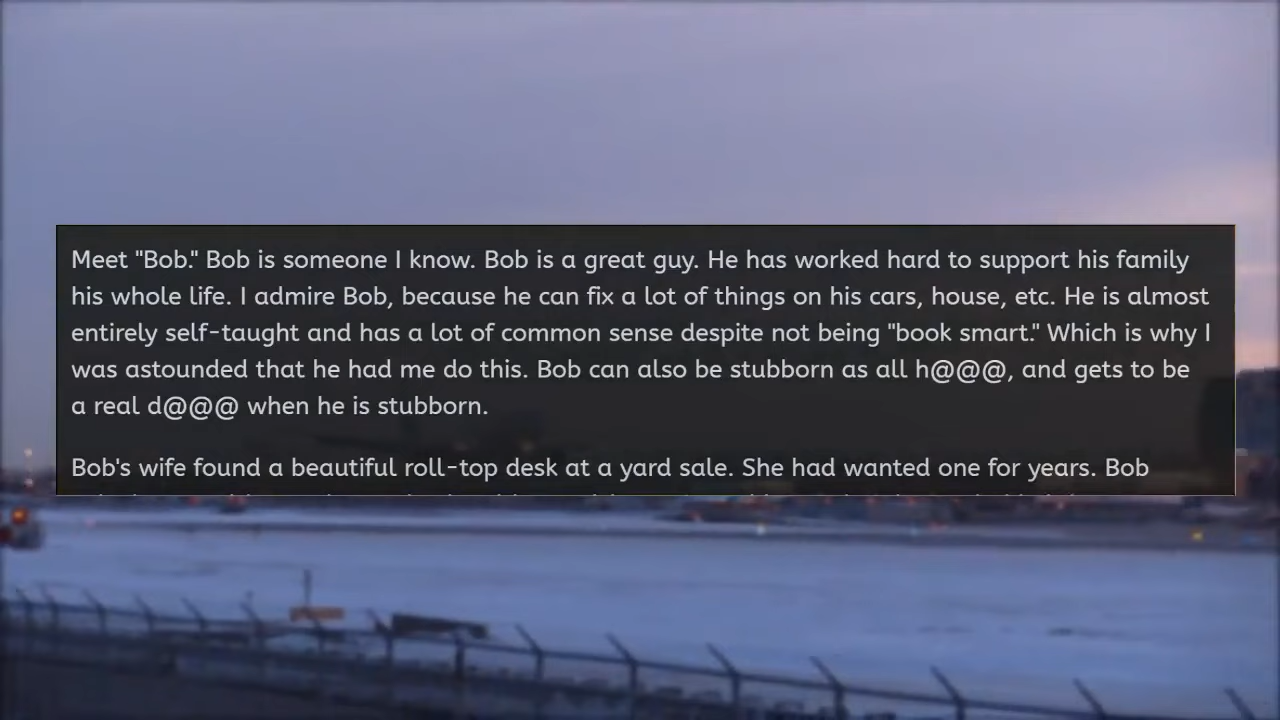 Meet "Bob." Bob is someone I know. Bob is a great guy. He has worked hard to support his family
his whole life. I admire Bob, because he can fix a lot of things on his cars, house, etc. He is almost
entirely self-taught and has a lot of common sense despite not being "book smart." Which is why I
was astounded that he had me do this. Bob can also be stubborn as all h@@@, and gets to be
a real d@@@ when he is stubborn.
Bob's wife found a beautiful roll-top desk at a yard sale. She had wanted one for years. Bob